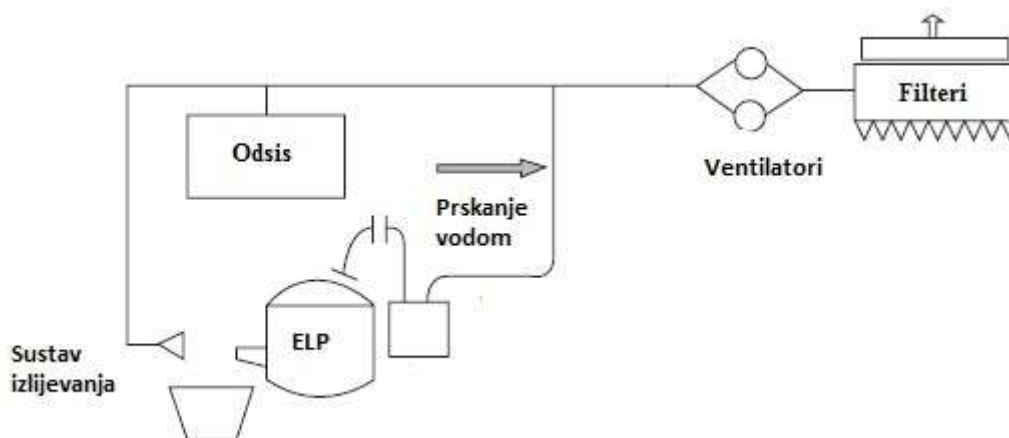 Filteri
Odsis
Ventilatori
Prskanje
vodom
ELP
Sustav
izlijevanja